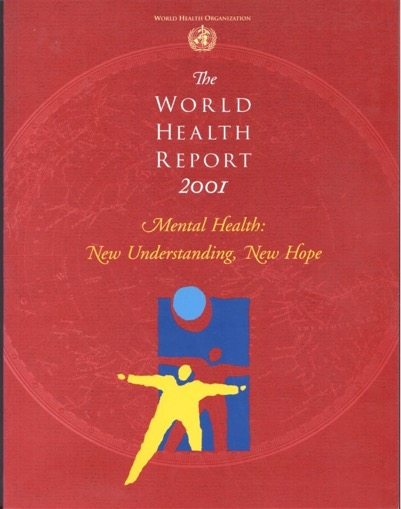 World Health Organization
The
World
Health
Report
2001
Mental Health:
New Understanding, New Hope